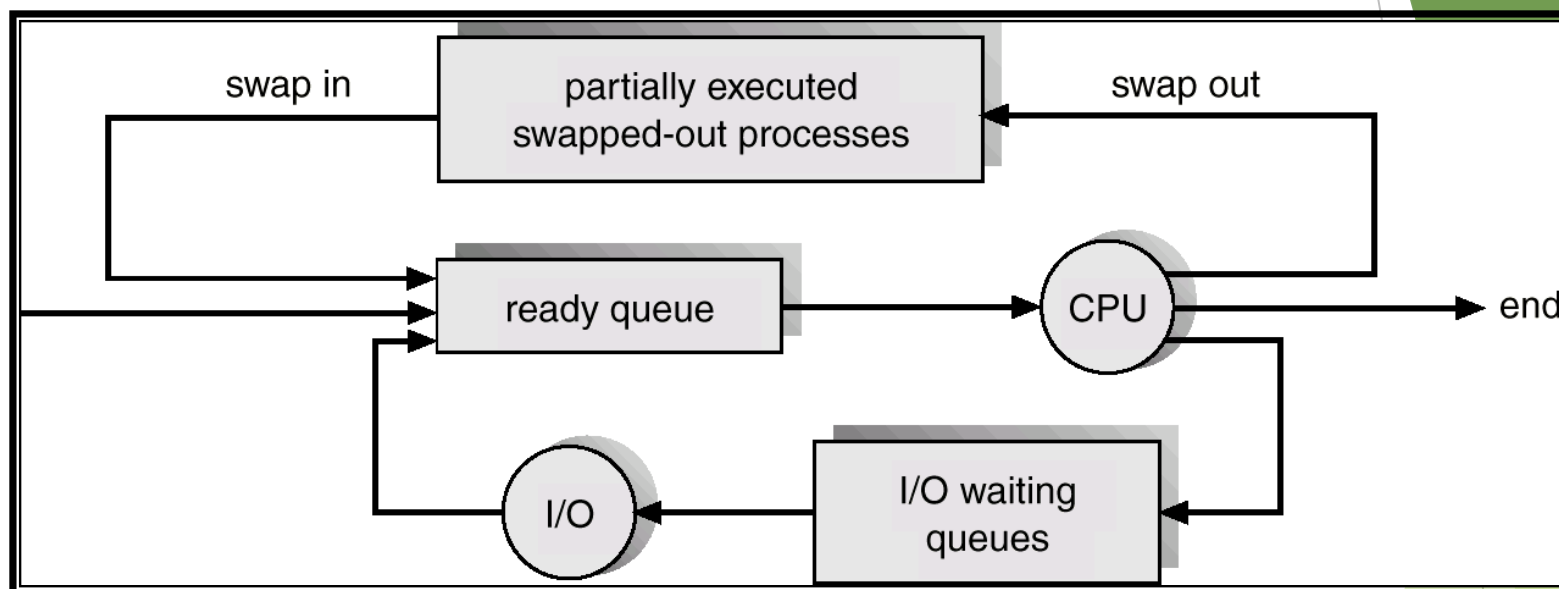 swap in
partially executed
swapped-out processes
swap out
ready queue
CPU
end
I/O
I/O waiting
queues